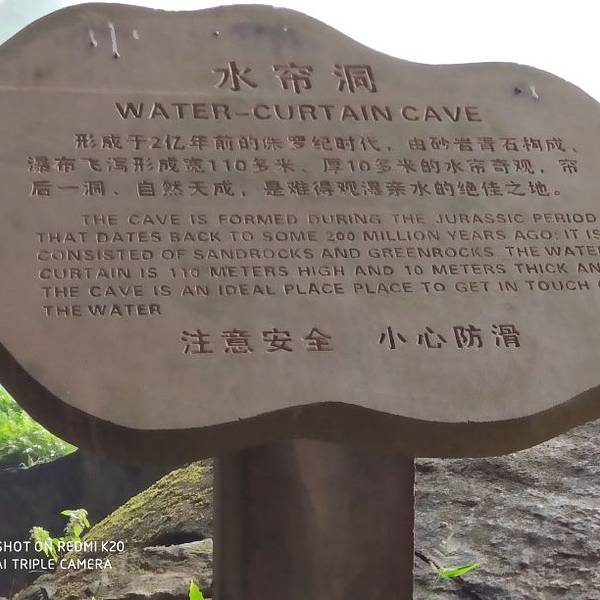 水帘洞
WATER-CURTAIN CAVE
形成于2亿年前的侏罗纪时代，由砂岩青石构成、
瀑布飞泻形成宽110多米、厚10多米的水帘奇观，帘
后一洞、自然天成，是难得观瀑亲水的绝佳之地。
THE CAVE IS FORMED DURING THE JURASSIC PERIOD
THAT DATES BACK TO SOME 200 MILLION YEARS AGO; IT IS
CONSISTED OF SANDROCKS AND GREENROCKS. THE WATER
CURTAIN IS 110 METERS HIGH AND 10 METERS THICK AN
THE CAVE IS AN IDEAL PLACE PLACE TO GET IN TOUCH
THE WATER
注意安全 小心防滑
SHOT ON REDMI K20
AI TRIPLE CAMERA